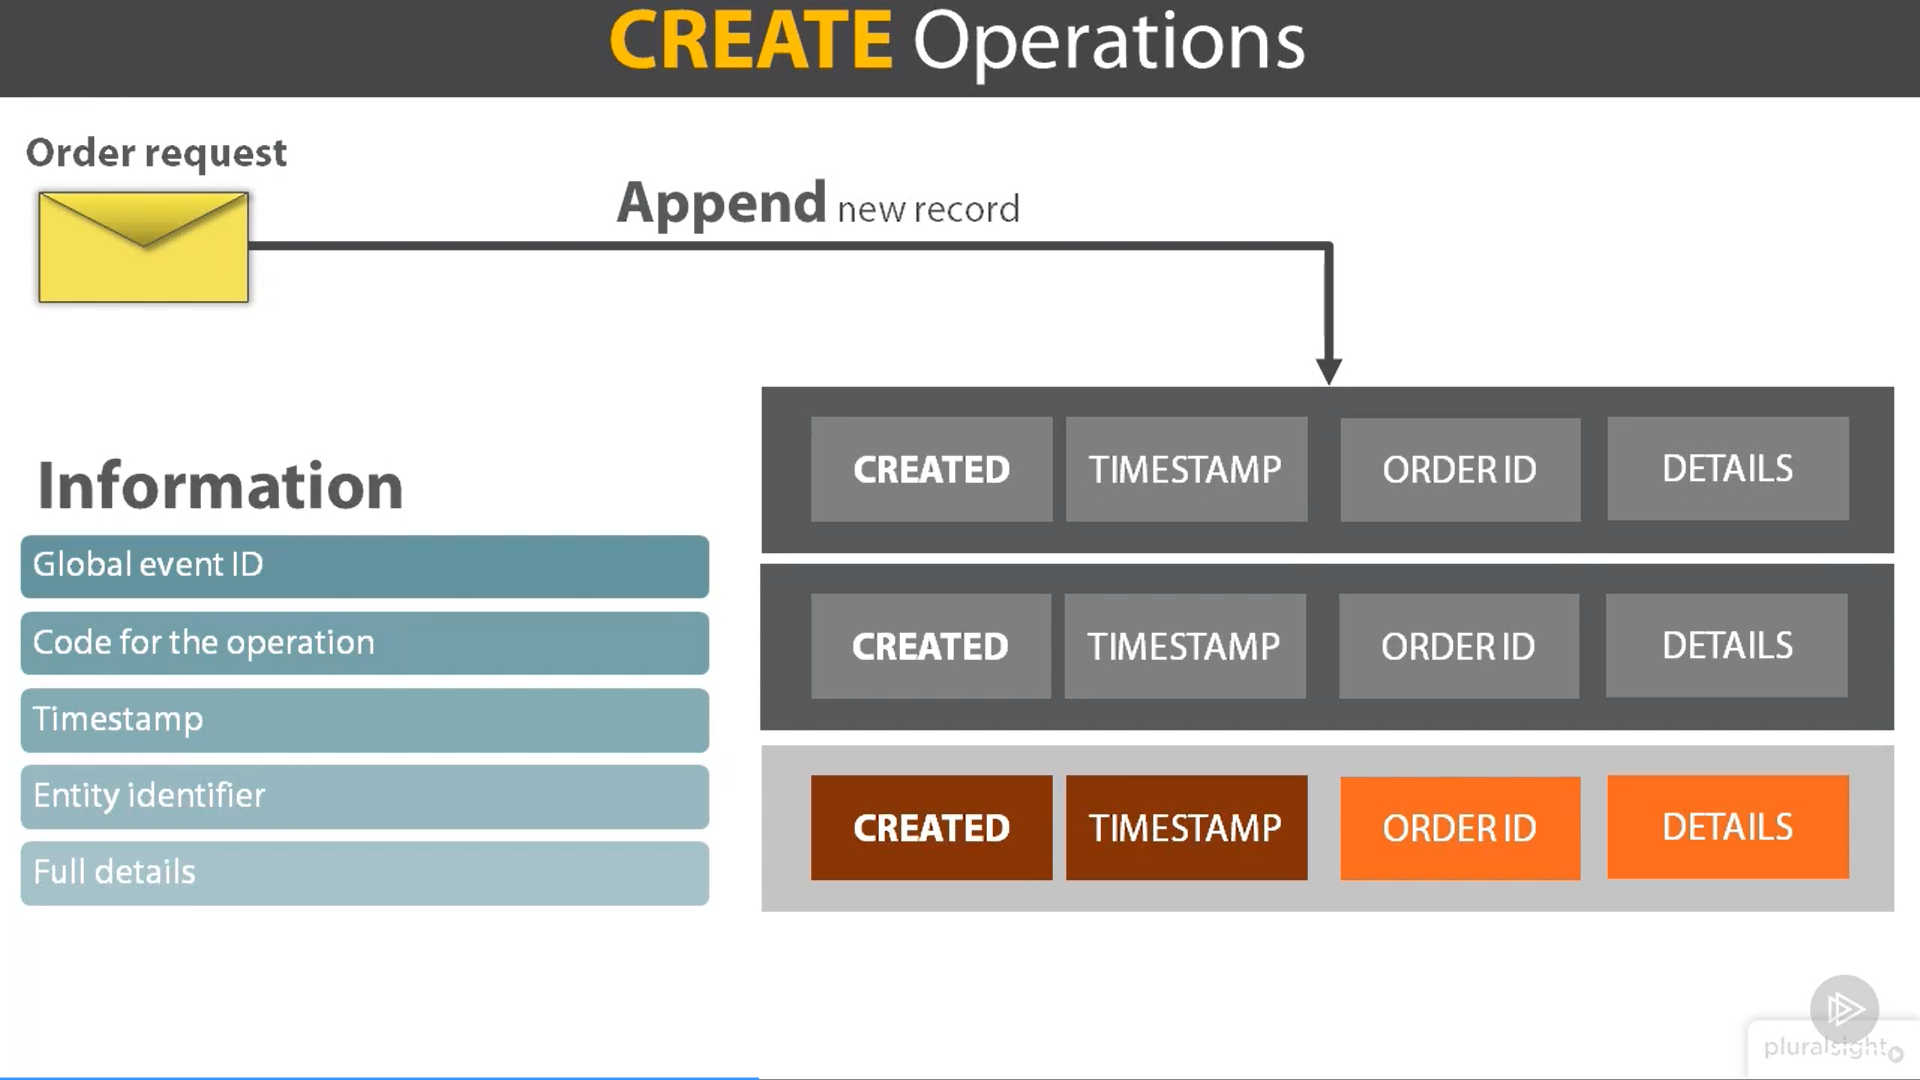 CREATE Operations
Order request
Append new record
Information
Global event ID
Code for the operation
Timestamp
Entity identifier
Full details
CREATED TIMESTAMP ORDER ID DETAILS
CREATED TIMESTAMP ORDER ID DETAILS
CREATED TIMESTAMP ORDER ID DETAILS
pluralsight